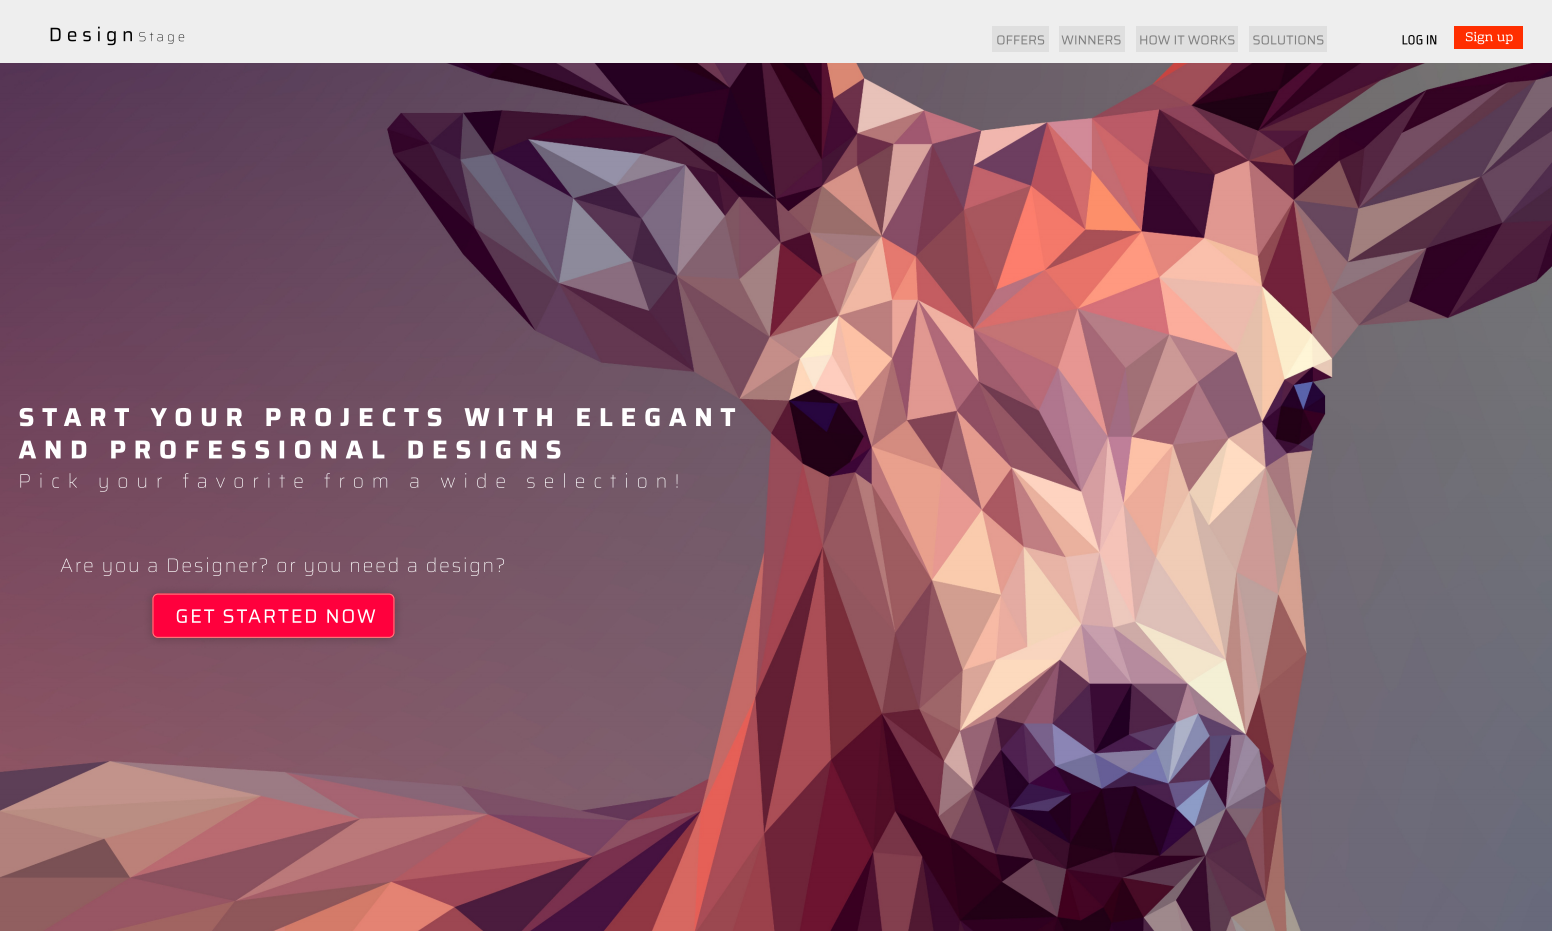 Design Stage
OFFERS WINNERS HOW IT WORKS SOLUTIONS LOG IN Sign up
START YOUR PROJECTS WITH ELEGANT
AND PROFESSIONAL DESIGNS
Pick your favorite from a wide selection!
Are you a Designer? or you need a design?
GET STARTED NOW